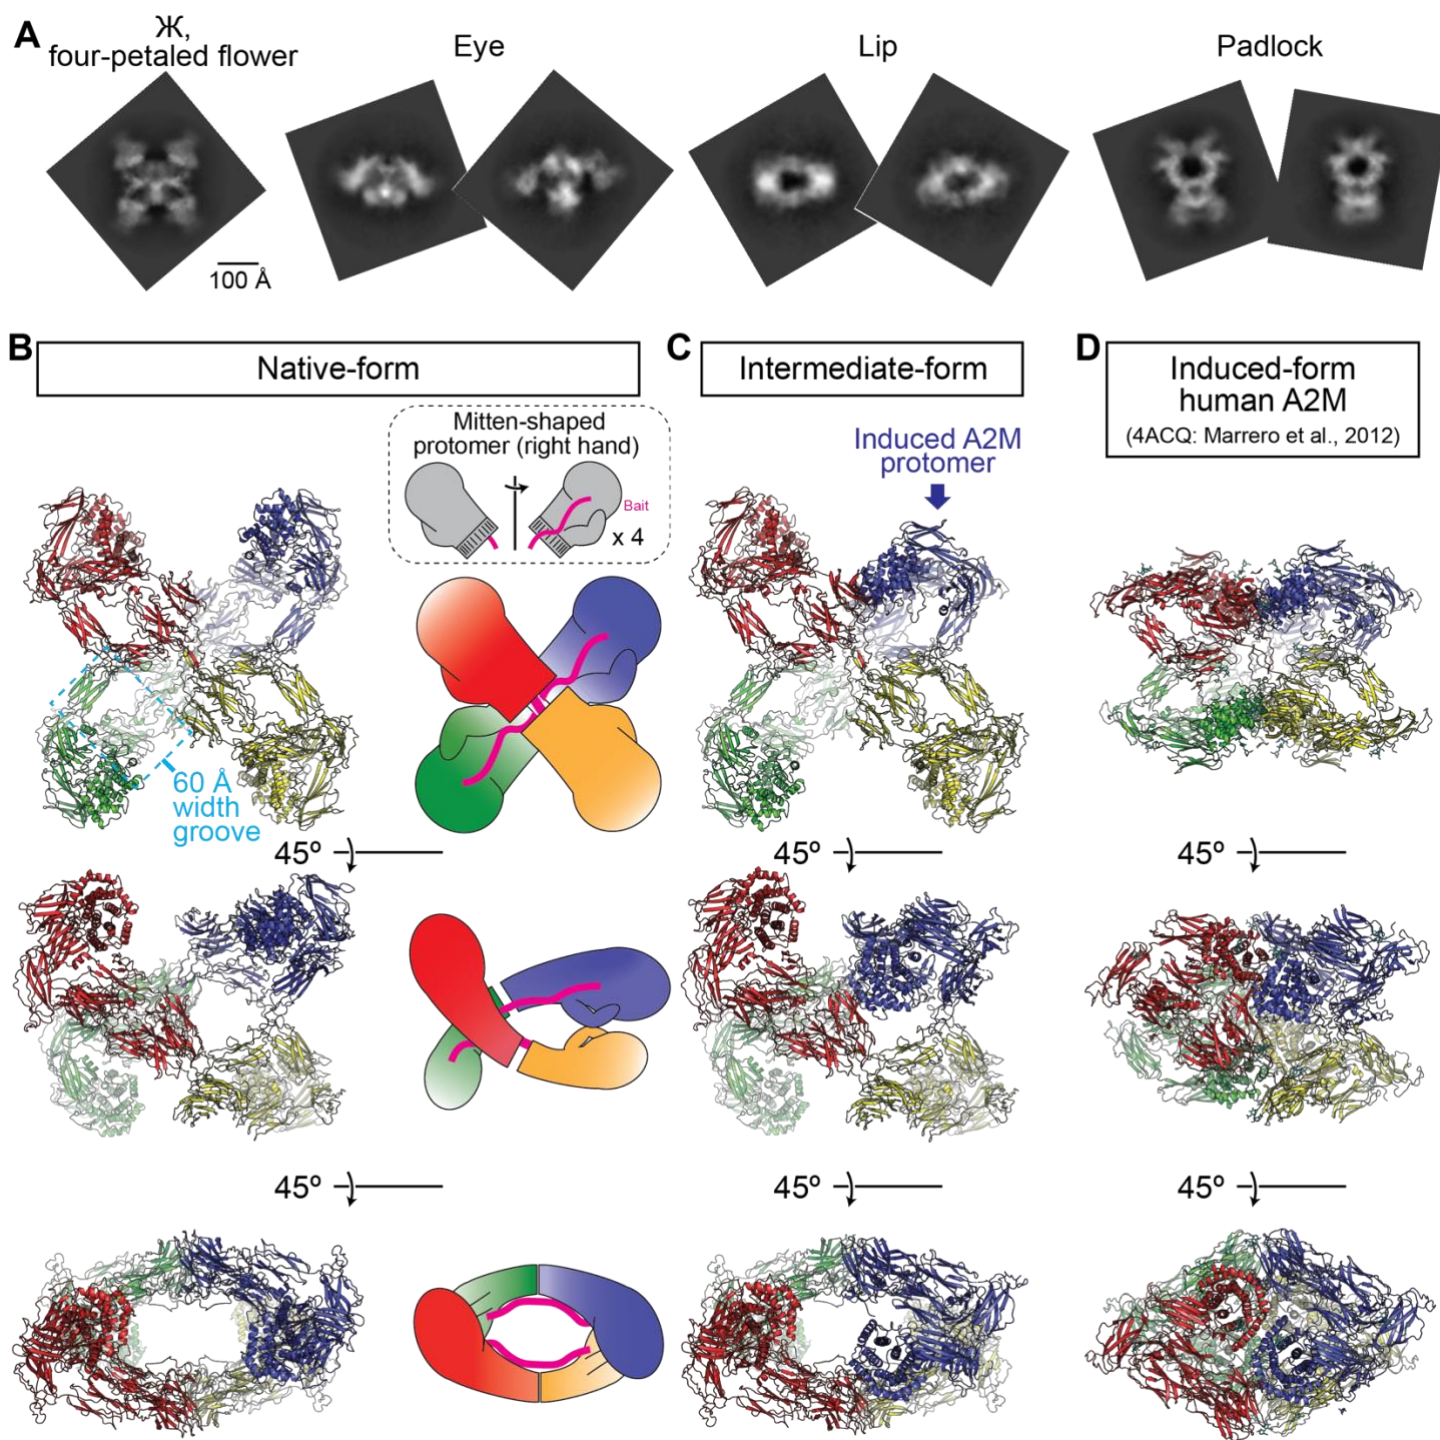 A
Ж,
four-petaled flower
Eye
Lip
Padlock
100 Å
B
Native-form
C
Intermediate-form
D
Induced-form
human A2M
(4ACQ: Marrero et al., 2012)
Mitten-shaped
protomer (right hand)
Bait
x 4
Induced A2M
protomer
60 Å
width
groove
45º
45º
45º
45º
45º
45º